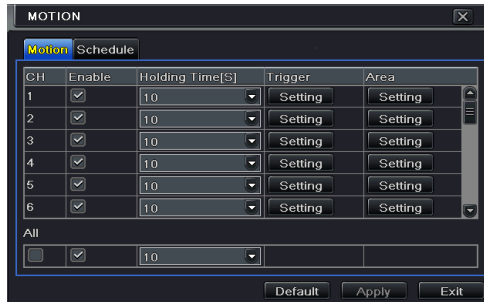 MOTION
Motion Schedule
CH Enable Holding Time[S] Trigger Area
1 10 Setting Setting
2 10 Setting Setting
3 10 Setting Setting
4 10 Setting Setting
5 10 Setting Setting
6 10 Setting Setting
All
10
Default Apply Exit